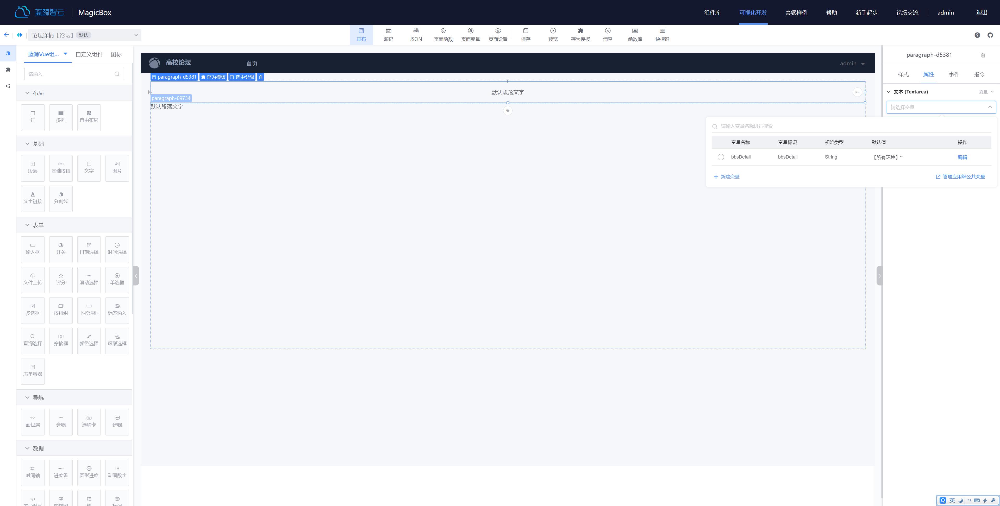 蓝鲸智云 MagicBox 组件库 可视化开发 套餐样例 帮助 新手起步 论坛交流 admin 退出
论坛详情【论坛】 默认
画布 源码 JSON 页面函数 页面变量 页面设置 保存 预览 存为模板 清空 函数库 快捷键
蓝鲸Vue组... 自定义组件 图标
请输入
布局
行 多列 自由布局
基础
段落 基础按钮 文字 图片
文字链接 分割线
表单
输入框 开关 日期选择 时间选择
文件上传 评分 滑动选择 单选框
多选框 按钮组 下拉选框 标签输入
查询选择 穿梭框 颜色选择 级联选框
表单容器
导航
面包屑 步骤 选项卡 步骤
数据
时间轴 进度条 圆形进度 动画数字
差异对比 轮播图 树 标记
高校论坛 首页 admin
paragraph-d5381 存为模板 选中父级
默认段落文字
paragraph-09734
默认段落文字
paragraph-d5381
样式 属性 事件 指令
文本 (Textarea) 变量
请选择变量
请输入变量名称进行搜索
变量名称 变量标识 初始类型 默认值 操作
bbsDetail bbsDetail String 【所有环境】"" 编辑
新建变量 管理应用级公共变量
英